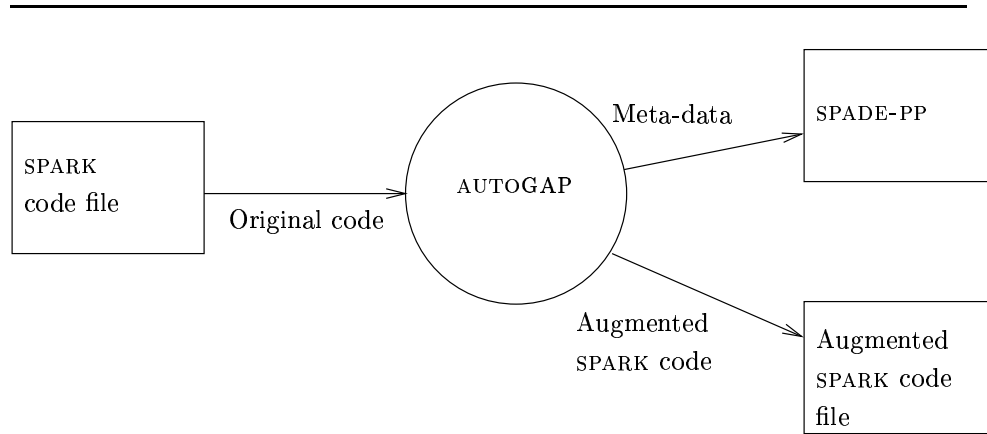 SPARK
code file
Original code
AUTOGAP
Meta-data
SPADE-PP
Augmented
SPARK code
Augmented
SPARK code
file